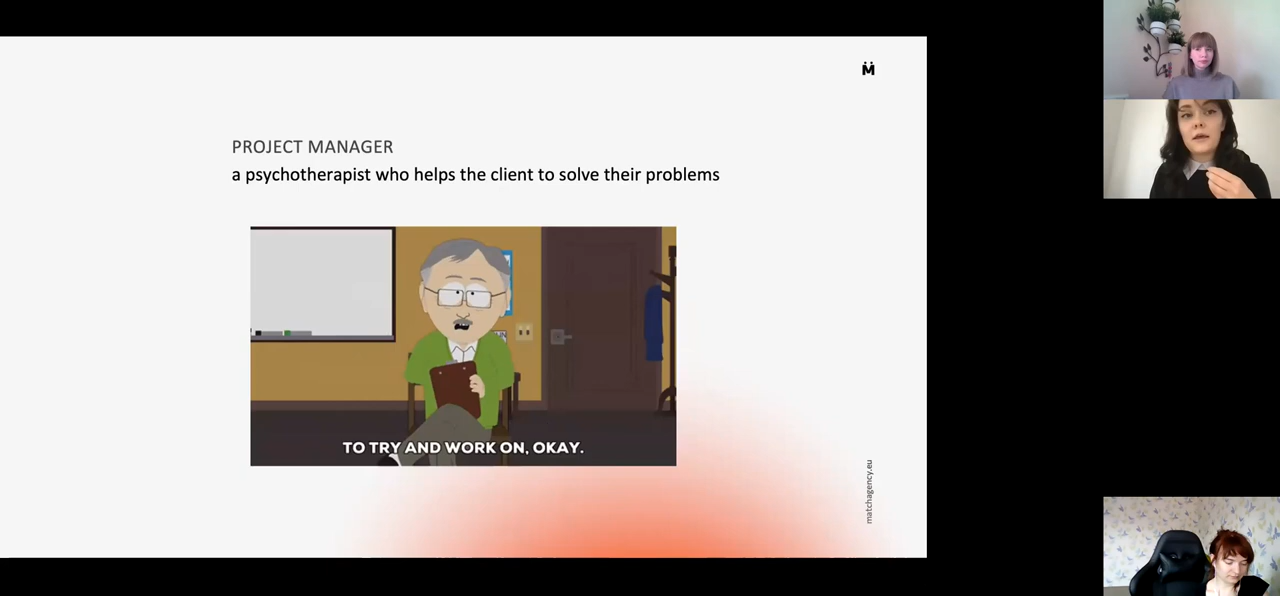 M̈
PROJECT MANAGER
a psychotherapist who helps the client to solve their problems
TO TRY AND WORK ON, OKAY.
matchagency.eu